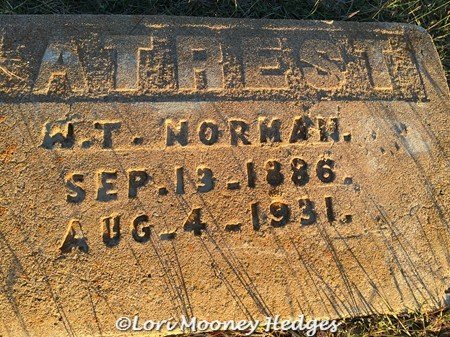 AT REST
W.T. NORMAN.
SEP. 13 - 1886.
AUG. 4 - 1931.
©Lori Mooney Hedges